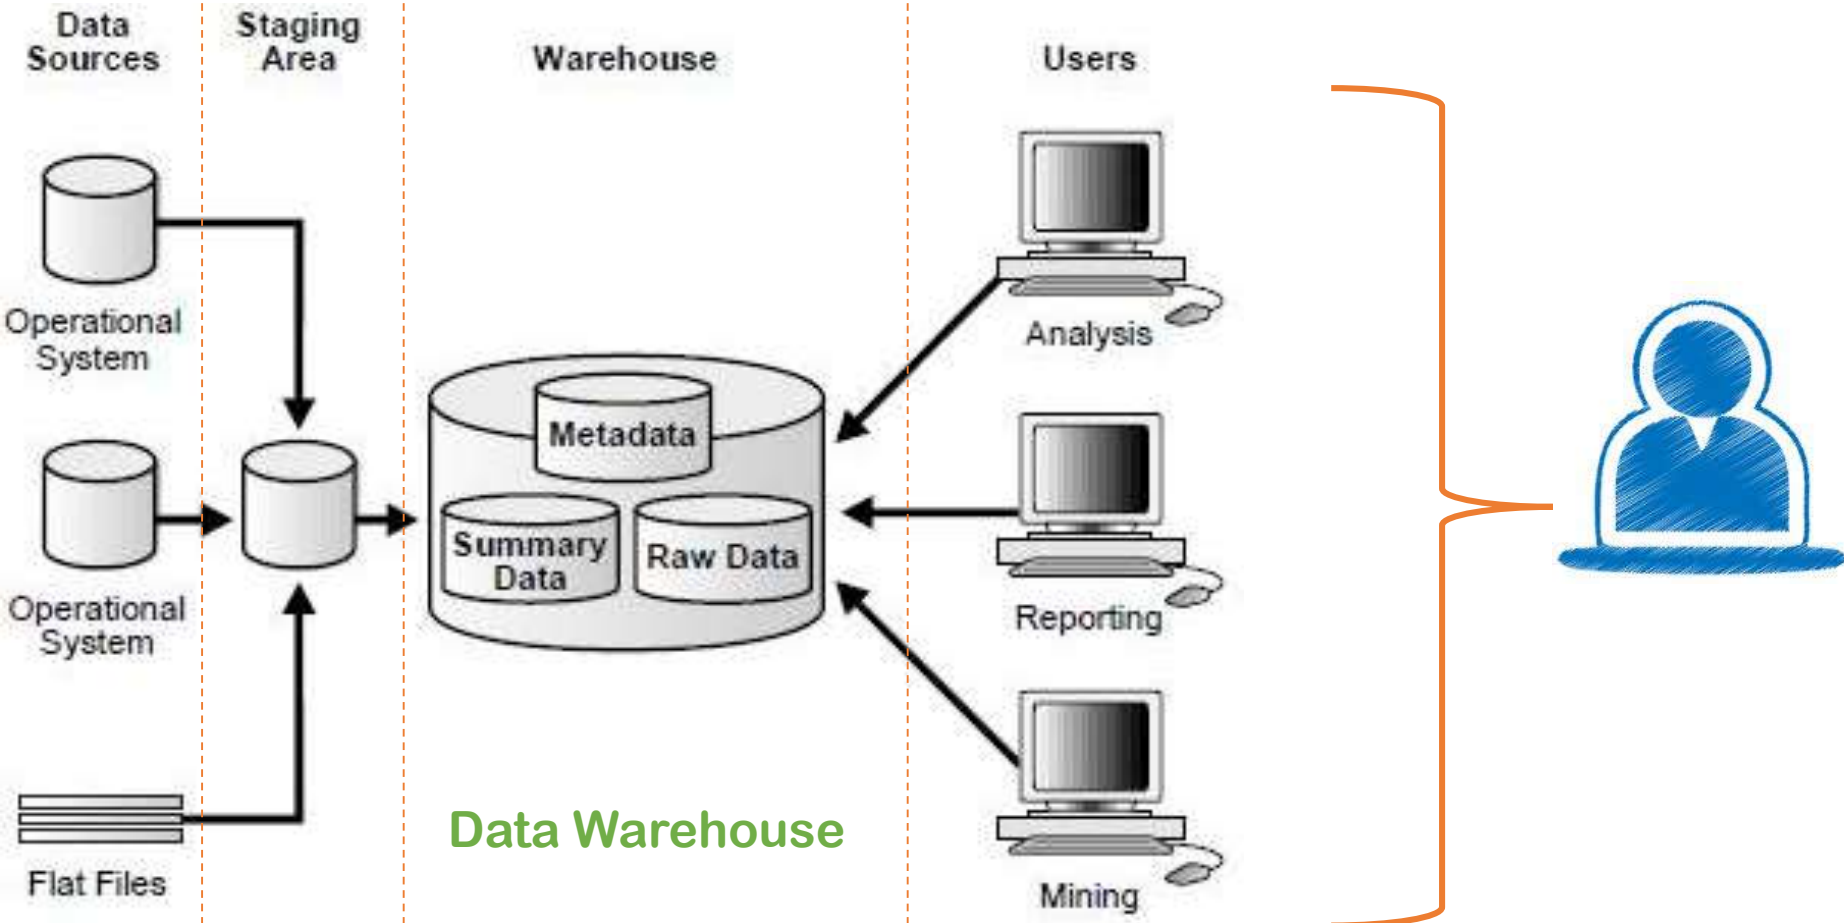 Data
Sources
Staging
Area
Warehouse
Users
Operational
System
Operational
System
Flat Files
Metadata
Summary
Data
Raw Data
Data Warehouse
Analysis
Reporting
Mining